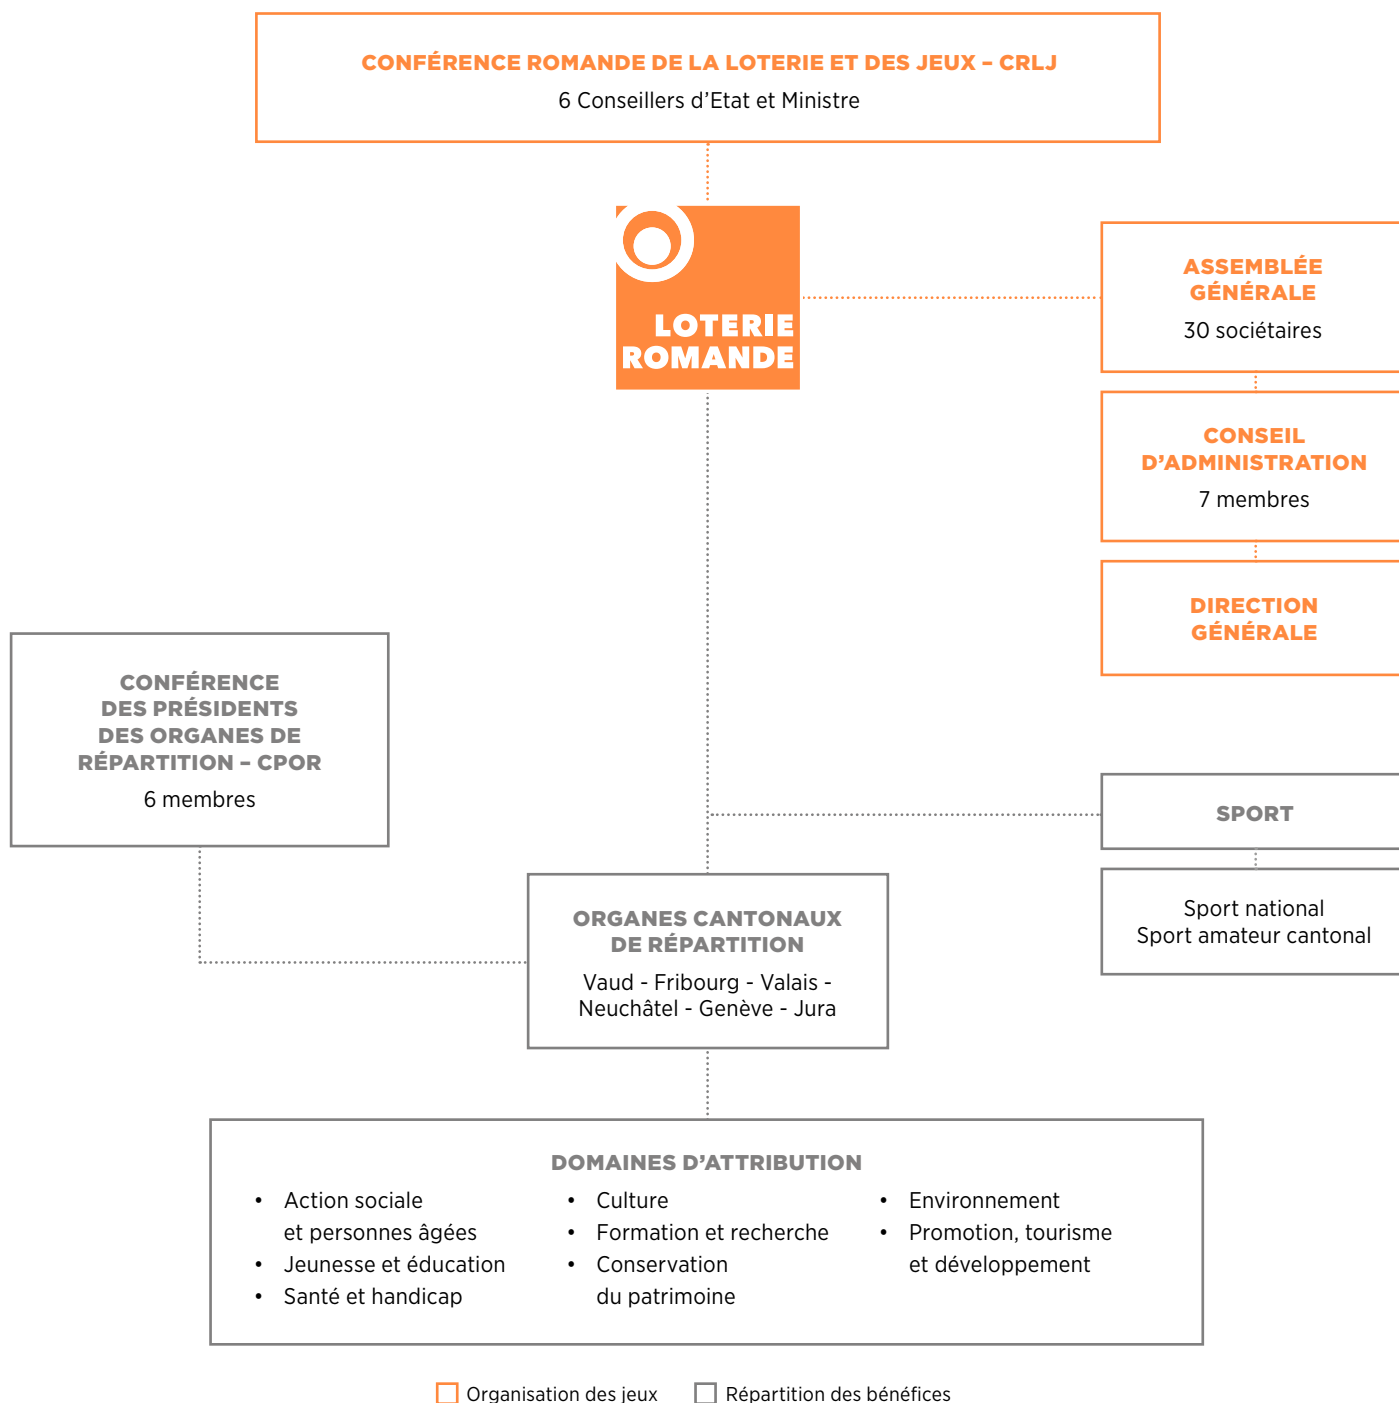 CONFÉRENCE ROMANDE DE LA LOTERIE ET DES JEUX – CRLJ
6 Conseillers d’Etat et Ministre
LOTERIE
ROMANDE
ASSEMBLÉE
GÉNÉRALE
30 sociétaires
CONSEIL
D’ADMINISTRATION
7 membres
DIRECTION
GÉNÉRALE
CONFÉRENCE
DES PRÉSIDENTS
DES ORGANES DE
RÉPARTITION – CPOR
6 membres
SPORT
Sport national
Sport amateur cantonal
ORGANES CANTONAUX
DE RÉPARTITION
Vaud - Fribourg - Valais -
Neuchâtel - Genève - Jura
DOMAINES D’ATTRIBUTION
• Action sociale
et personnes âgées
• Jeunesse et éducation
• Santé et handicap
• Culture
• Formation et recherche
• Conservation
du patrimoine
• Environnement
• Promotion, tourisme
et développement
Organisation des jeux
Répartition des bénéfices